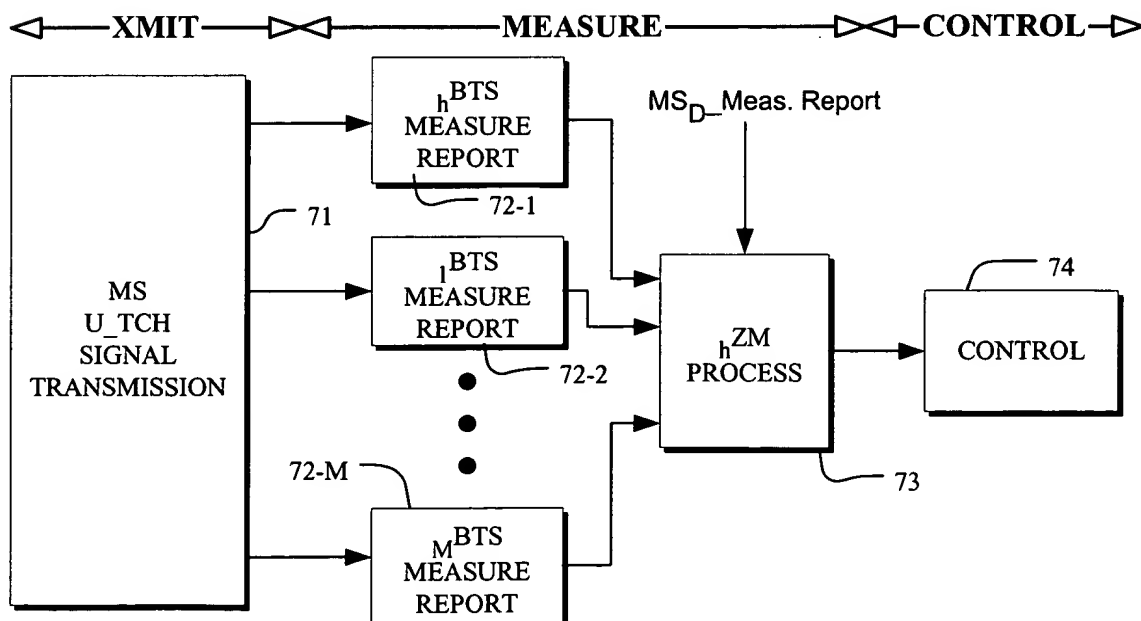 XMIT MEASURE CONTROL
hBTS
MEASURE
REPORT
72-1
MSD_Meas. Report
71
lBTS
MEASURE
REPORT
72-2
MS
U_TCH
SIGNAL
TRANSMISSION
hZM
PROCESS
73
74
CONTROL
72-M
MBTS
MEASURE
REPORT